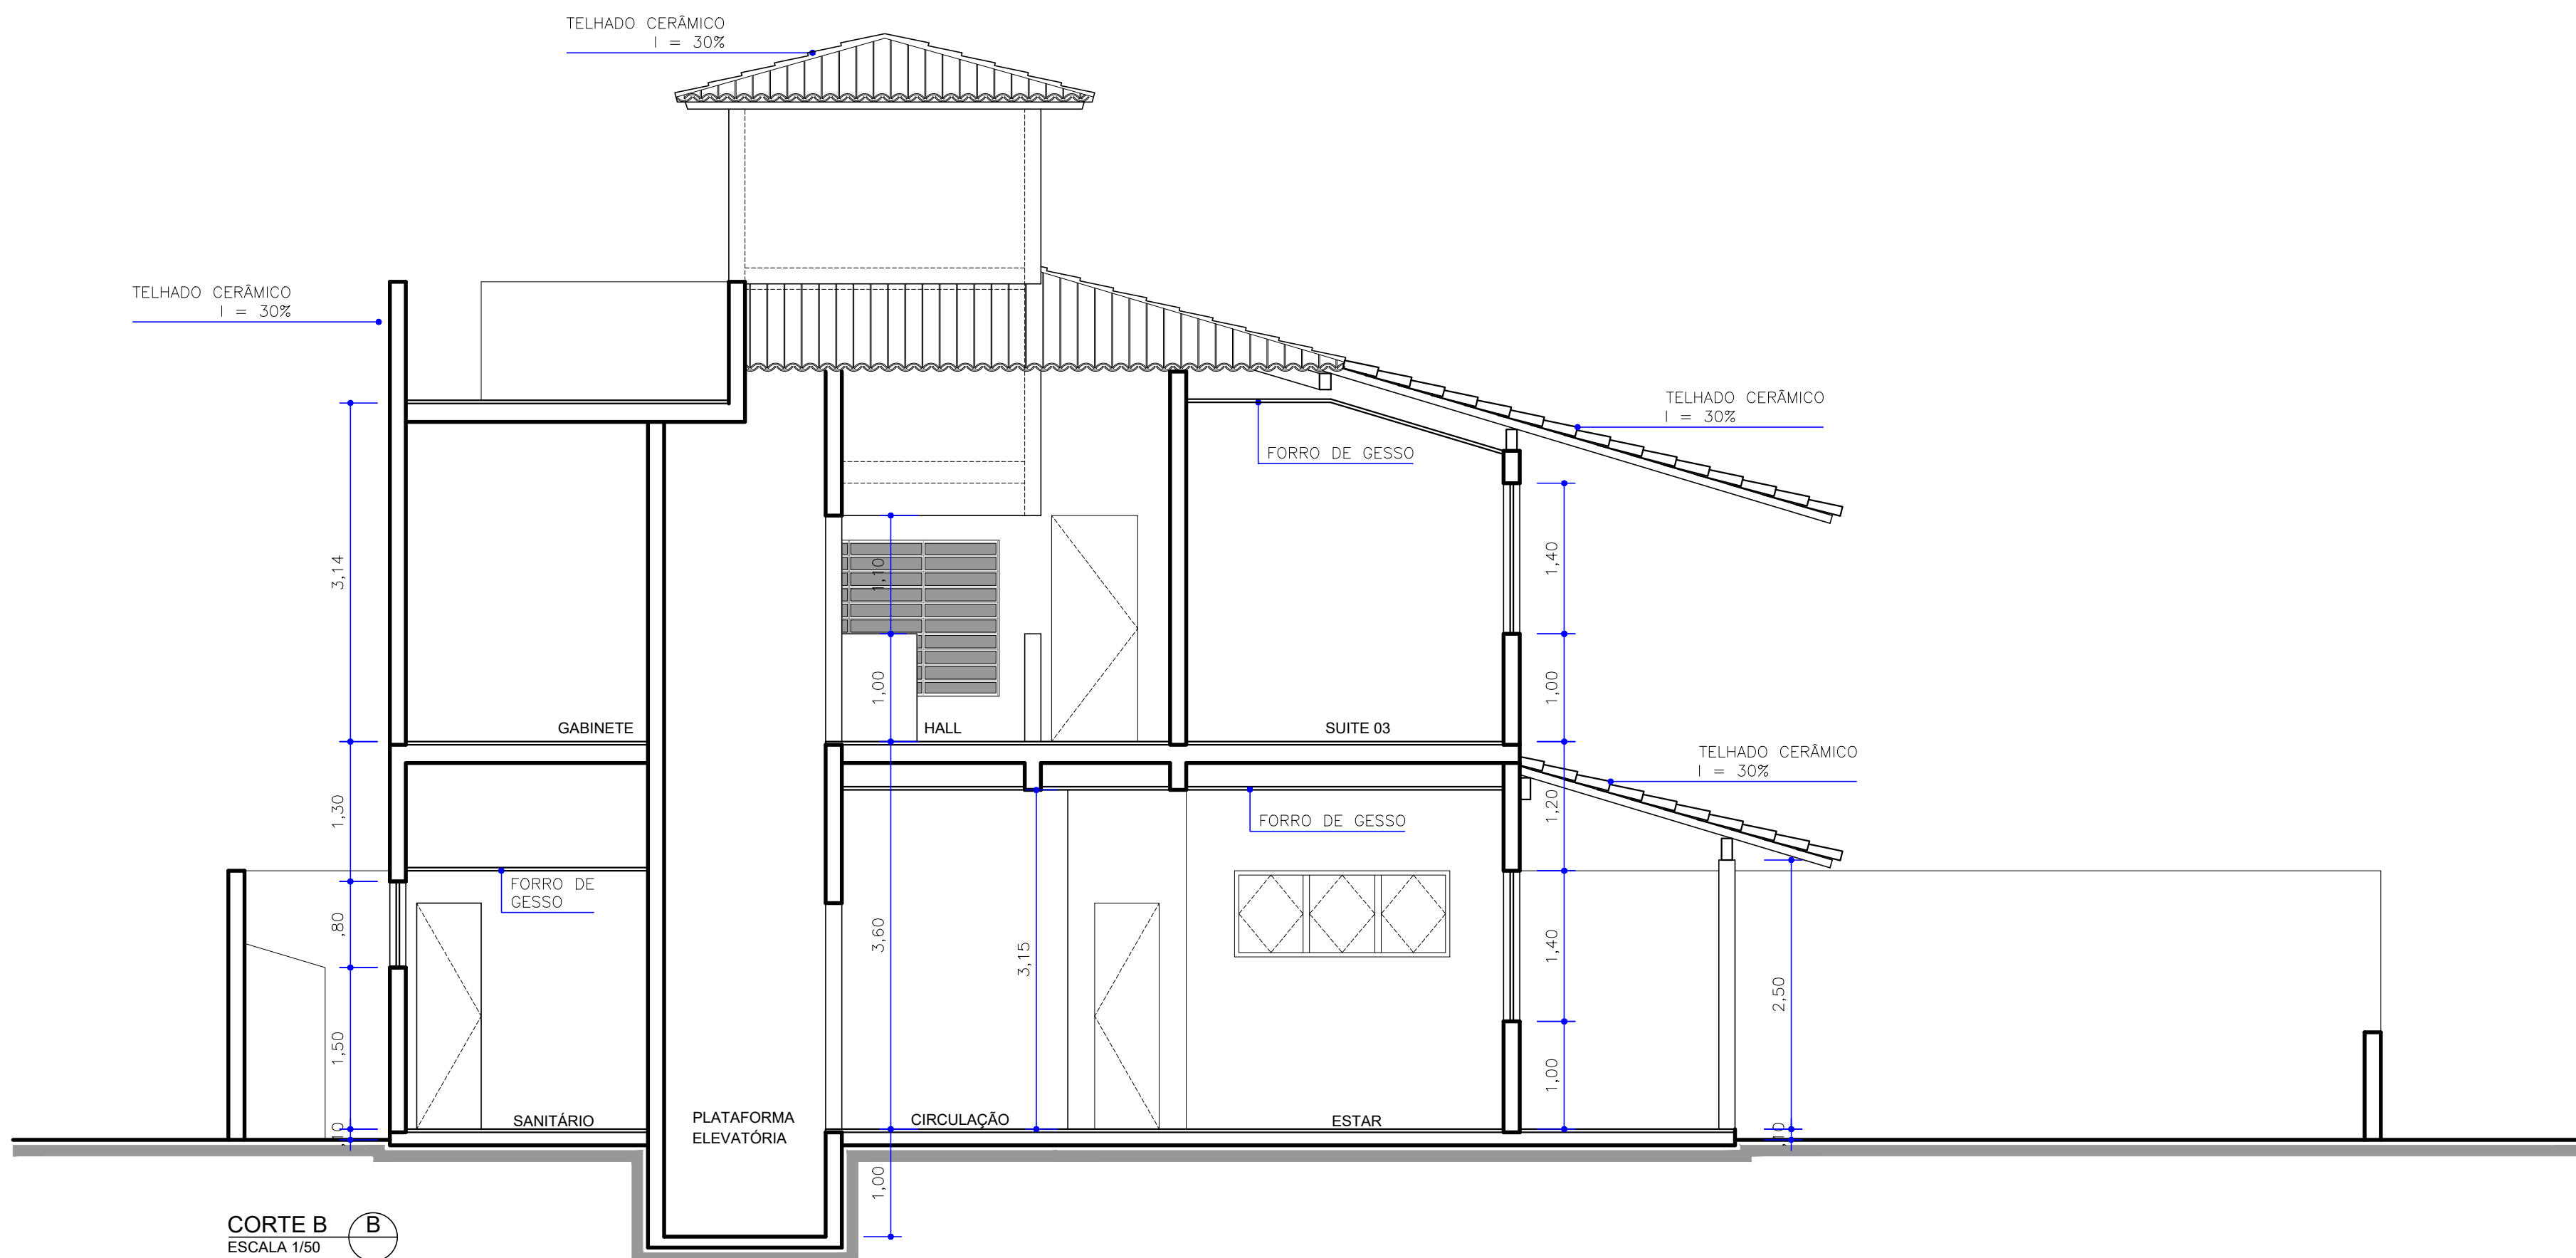 TELHADO CERÂMICO
I = 30%
TELHADO CERÂMICO
I = 30%
TELHADO CERÂMICO
I = 30%
FORRO DE GESSO
3,14
1,10
1,40
1,00
1,00
GABINETE
HALL
SUITE 03
TELHADO CERÂMICO
I = 30%
1,30
1,20
FORRO DE GESSO
FORRO DE
GESSO
,80
3,60
3,15
1,40
2,50
1,50
1,00
SANITÁRIO
PLATAFORMA
ELEVATÓRIA
CIRCULAÇÃO
ESTAR
,10
,10
1,00
CORTE B
B
ESCALA 1/50